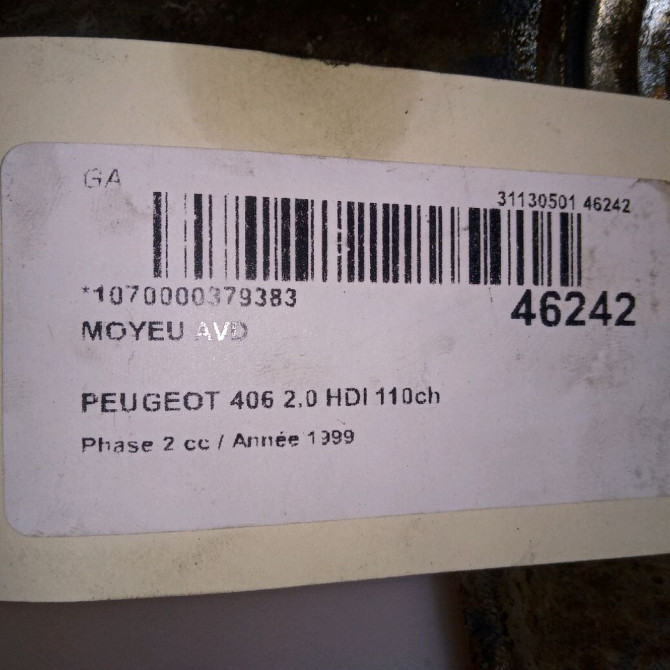 GA
31130501 46242
*1070000379383
46242
MOYEU AVD
PEUGEOT 406 2.0 HDI 110ch
Phase 2 cc / Année 1999